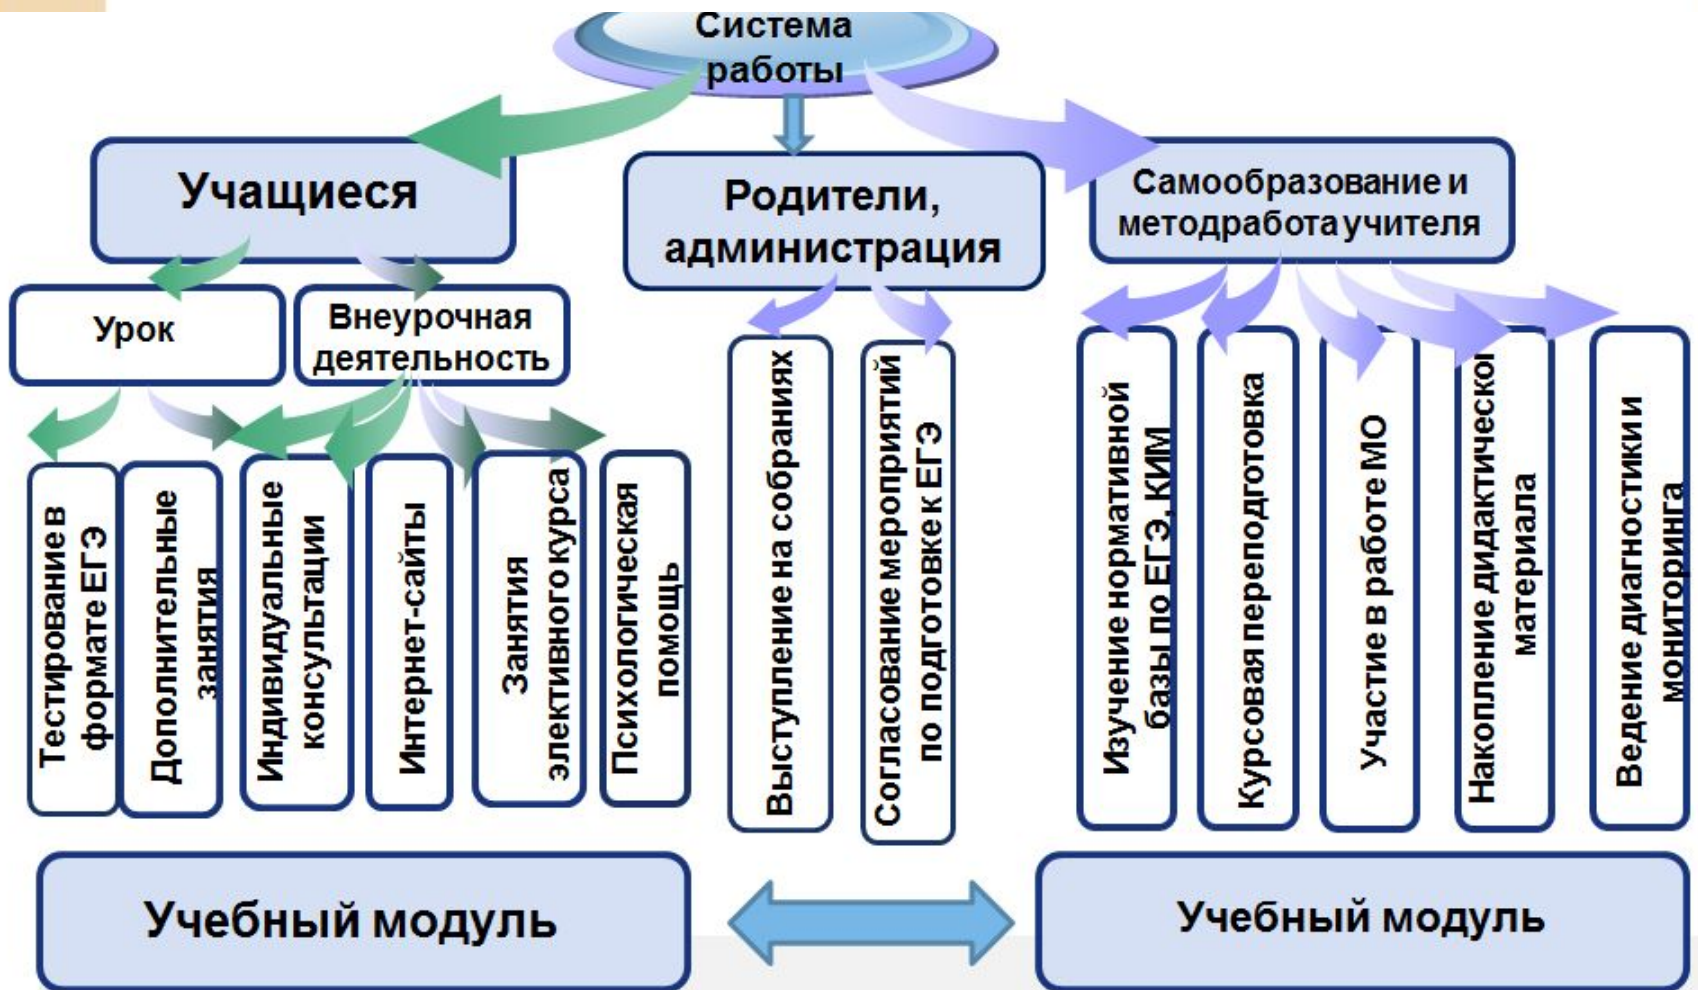 Система
работы
Учащиеся
Родители,
администрация
Самообразование и
методработа учителя
Урок
Внеурочная
деятельность
Тестирование в
формате ЕГЭ
Дополнительные
занятия
Индивидуальные
консультации
Интернет-сайты
Занятия
элективного курса
Психологическая
помощь
Выступление на собраниях
Согласование мероприятий
по подготовке к ЕГЭ
Изучение нормативной
базы по ЕГЭ, КИМ
Курсовая переподготовка
Участие в работе МО
Накопление дидактическо
материала
Ведение диагностики и
мониторинга
Учебный модуль
Учебный модуль